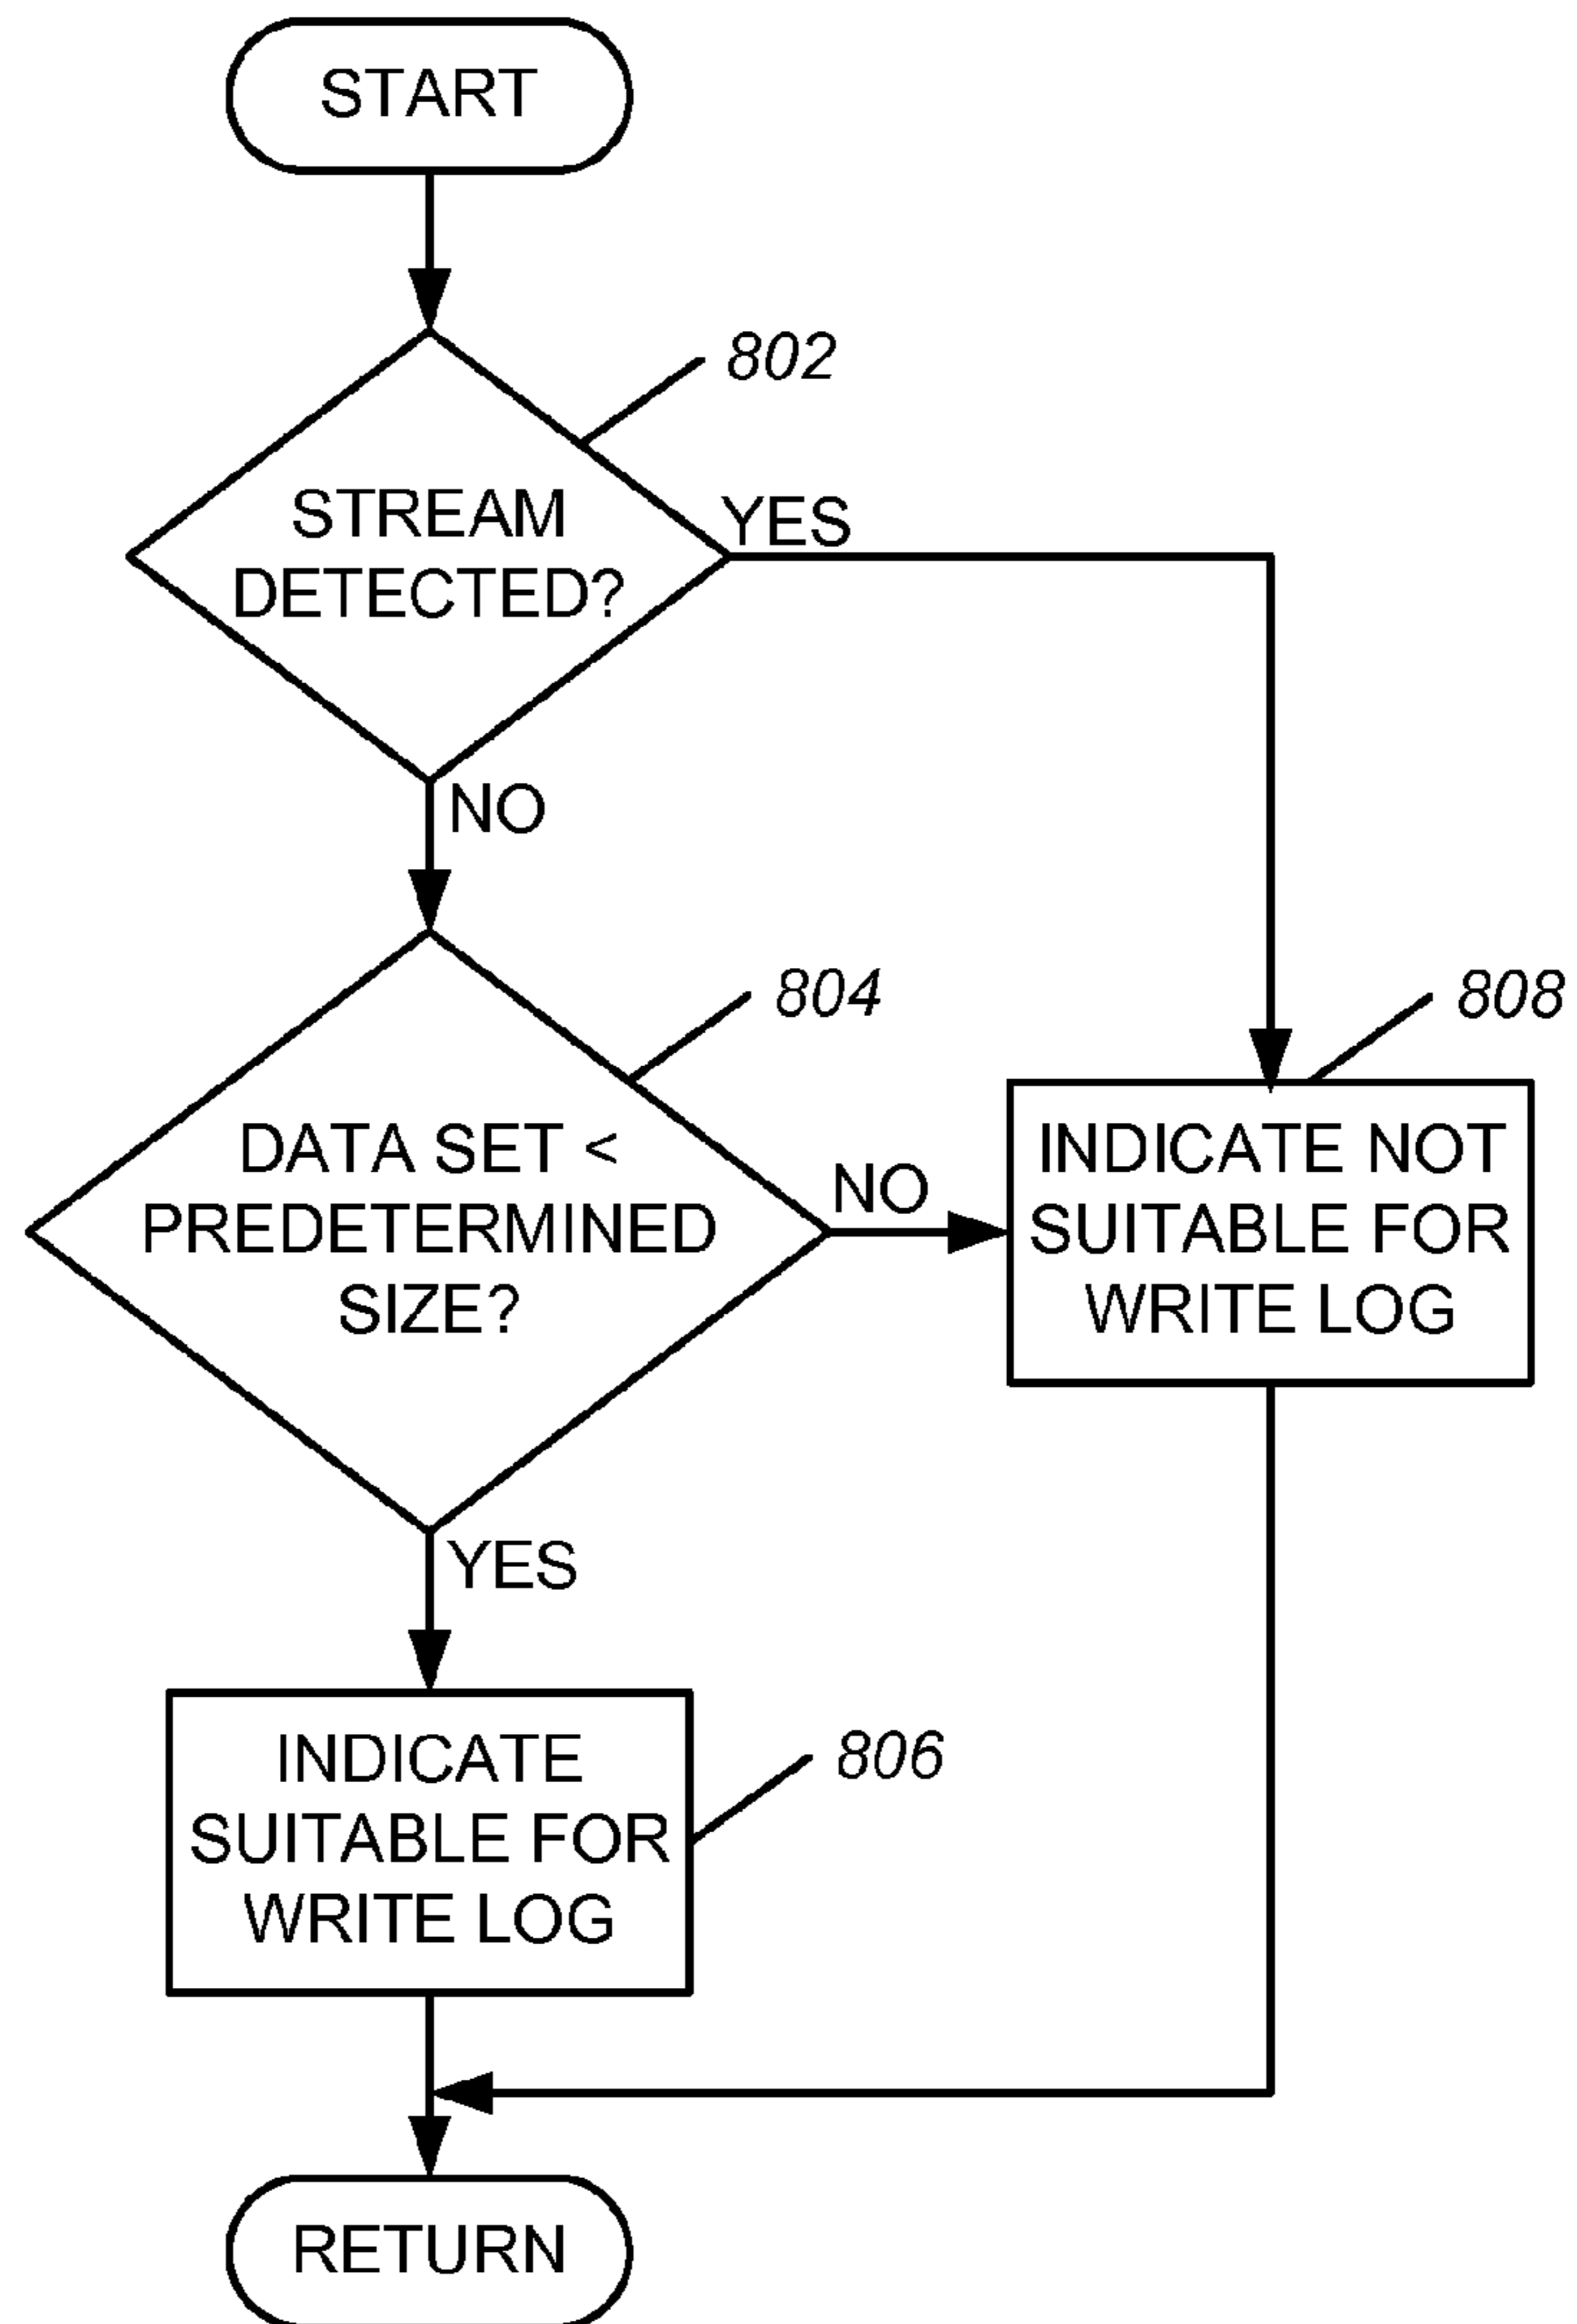 START
802
STREAM
DETECTED?
YES
NO
804
DATA SET <
PREDETERMINED
SIZE?
NO
808
INDICATE NOT
SUITABLE FOR
WRITE LOG
YES
INDICATE
SUITABLE FOR
WRITE LOG
806
RETURN